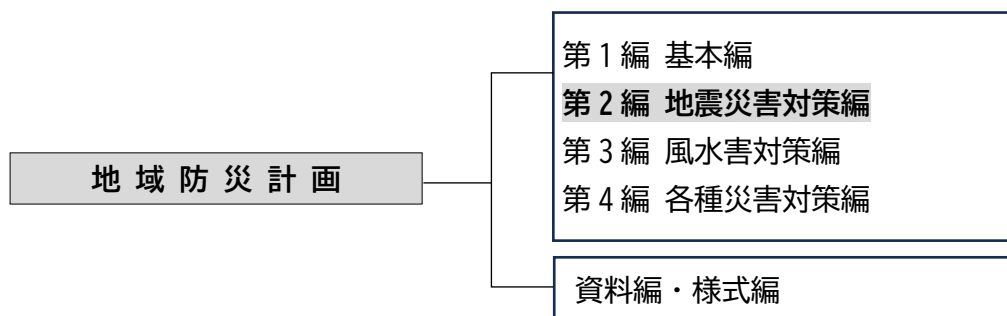 地域防災計画
第1編 基本編
第2編 地震災害対策編
第3編 風水害対策編
第4編 各種災害対策編
資料編・様式編